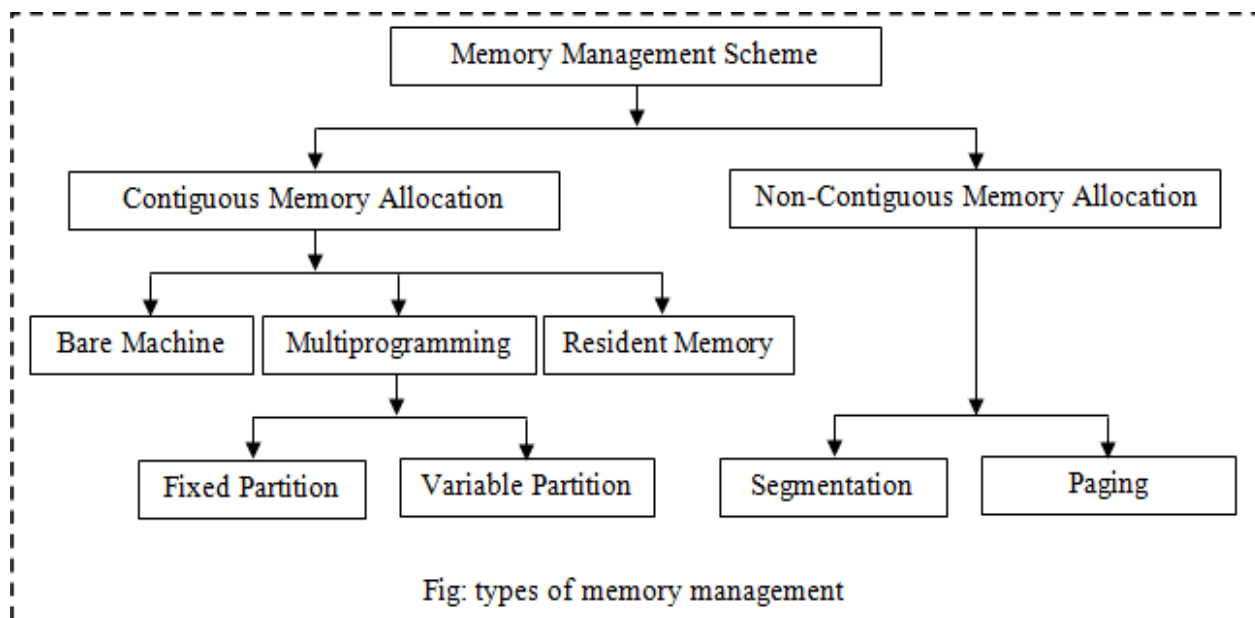 Memory Management Scheme
Contiguous Memory Allocation
Non-Contiguous Memory Allocation
Bare Machine
Multiprogramming
Resident Memory
Fixed Partition
Variable Partition
Segmentation
Paging
Fig: types of memory management